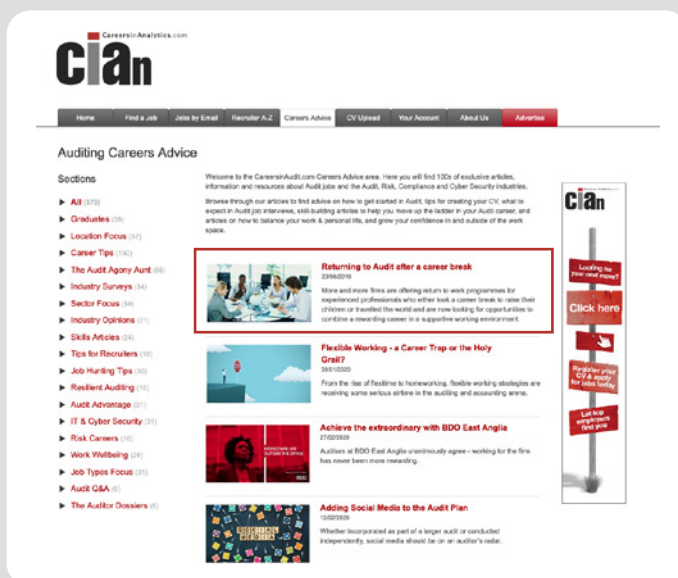 CareersinAnalytics.com
cian
Home Find a Job Jobs by Email Recruiter A-Z Careers Advice CV Upload Your Account About Us Advertise
Auditing Careers Advice
Sections
All (373)
Graduates
Location Focus
Career Tips
The Audit Agony Aunt
Industry Surveys (34)
Sector Focus
Industry Opinions (71)
Skills Articles (24)
Tips for Recruiters
Job Hunting Tips
Resilient Auditing
Audit Advantage
IT & Cyber Security (31)
Risk Careers
Work Wellbeing
Job Types Focus (31)
Audit Q&A
The Auditor Dossiers
Welcome to the CareersinAudit.com Careers Advice area. Here you will find 100s of exclusive articles,
information and resources about Audit jobs and the Audit, Risk, Compliance and Cyber Security industries.
Browse through our articles to find advice on how to get started in Audit, tips for creating your CV, what to
expect in Audit job interviews, skill-building articles to help you move up the ladder in your Audit career, and
articles on how to balance your work & personal life, and grow your confidence in and outside of the work
space.
Returning to Audit after a career break
More and more firms are offering return to work programmes for
experienced professionals who either took a career break to raise their
children or travelled the world and are now looking for opportunities to
combine a rewarding career in a supportive working environment.
Flexible Working - a Career Trap or the Holy
Grail?
From the rise of flexitime to homeworking, flexible working strategies are
receiving some serious airtime in the auditing and accounting arena.
Achieve the extraordinary with BDO East Anglia
27/02/2020
Auditors at BDO East Anglia unanimously agree - working for the firm
has never been more rewarding.
BDO
Adding Social Media to the Audit Plan
12/02/2020
Whether incorporated as part of a larger audit or conducted
independently, social media should be on an auditor's radar.
SOCIAL
MEDIA
cian
Looking for
your next move?
Click here
Register your
CV & apply
for jobs today
Let top
employers
find you